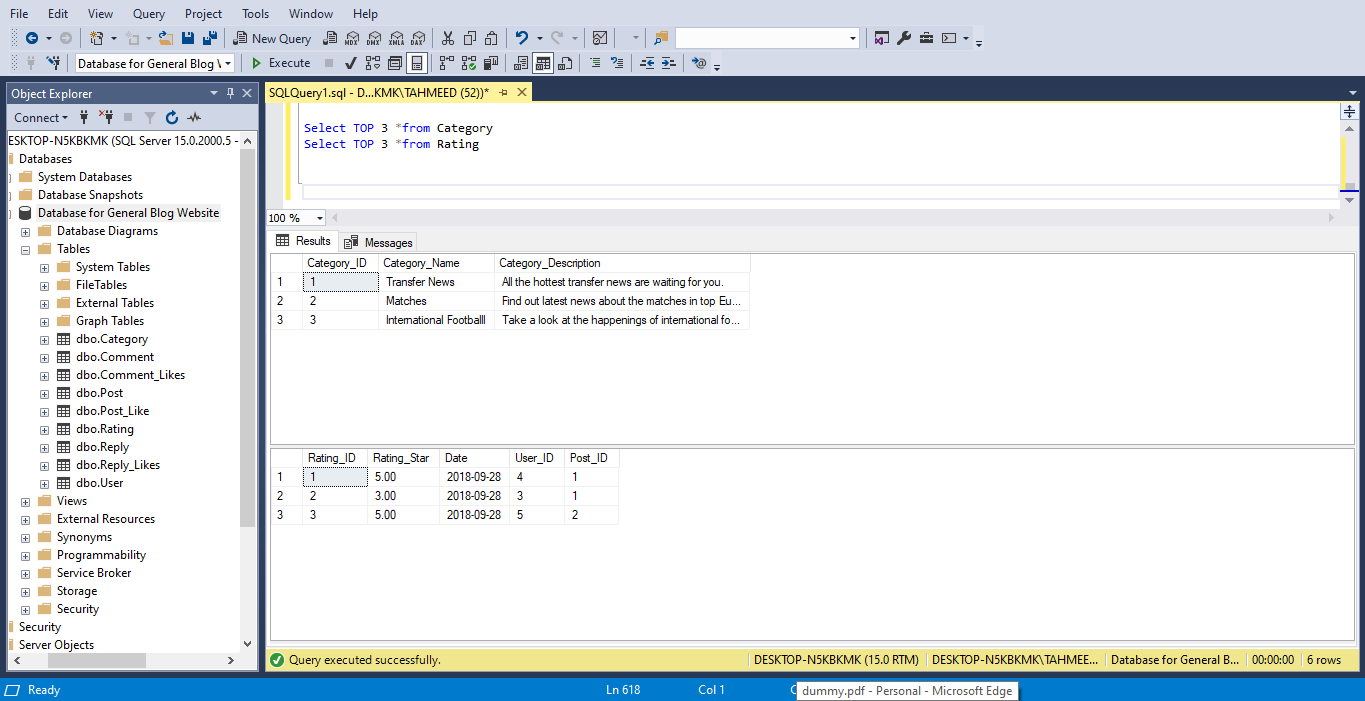 File Edit View Query Project Tools Window Help
New Query MDX DMX XMLA DAX
Database for General Blog Execute
Object Explorer
SQLQuery1.sql - D...KMK\TAHMEED (52))*
Connect
ESKTOP-N5KBKMK (SQL Server 15.0.2000.5 -
Databases
System Databases
Database Snapshots
Database for General Blog Website
Database Diagrams
Tables
System Tables
FileTables
External Tables
Graph Tables
dbo.Category
dbo.Comment
dbo.Comment_Likes
dbo.Post
dbo.Post_Like
dbo.Rating
dbo.Reply
dbo.Reply_Likes
dbo.User
Views
External Resources
Synonyms
Programmability
Service Broker
Storage
Security
Security
Server Objects
Select TOP 3 *from Category
Select TOP 3 *from Rating
100 %
Results Messages
Category_ID Category_Name Category_Description
1 1 Transfer News All the hottest transfer news are waiting for you.
2 2 Matches Find out latest news about the matches in top Eu...
3 3 International Footballl Take a look at the happenings of international fo...
Rating_ID Rating_Star Date User_ID Post_ID
1 1 5.00 2018-09-28 4 1
2 2 3.00 2018-09-28 3 1
3 3 5.00 2018-09-28 5 2
Query executed successfully. DESKTOP-N5KBKMK (15.0 RTM) DESKTOP-N5KBKMK\TAHMEE... Database for General B... 00:00:00 6 rows
Ready Ln 618 Col 1 C
dummy.pdf - Personal - Microsoft Edge